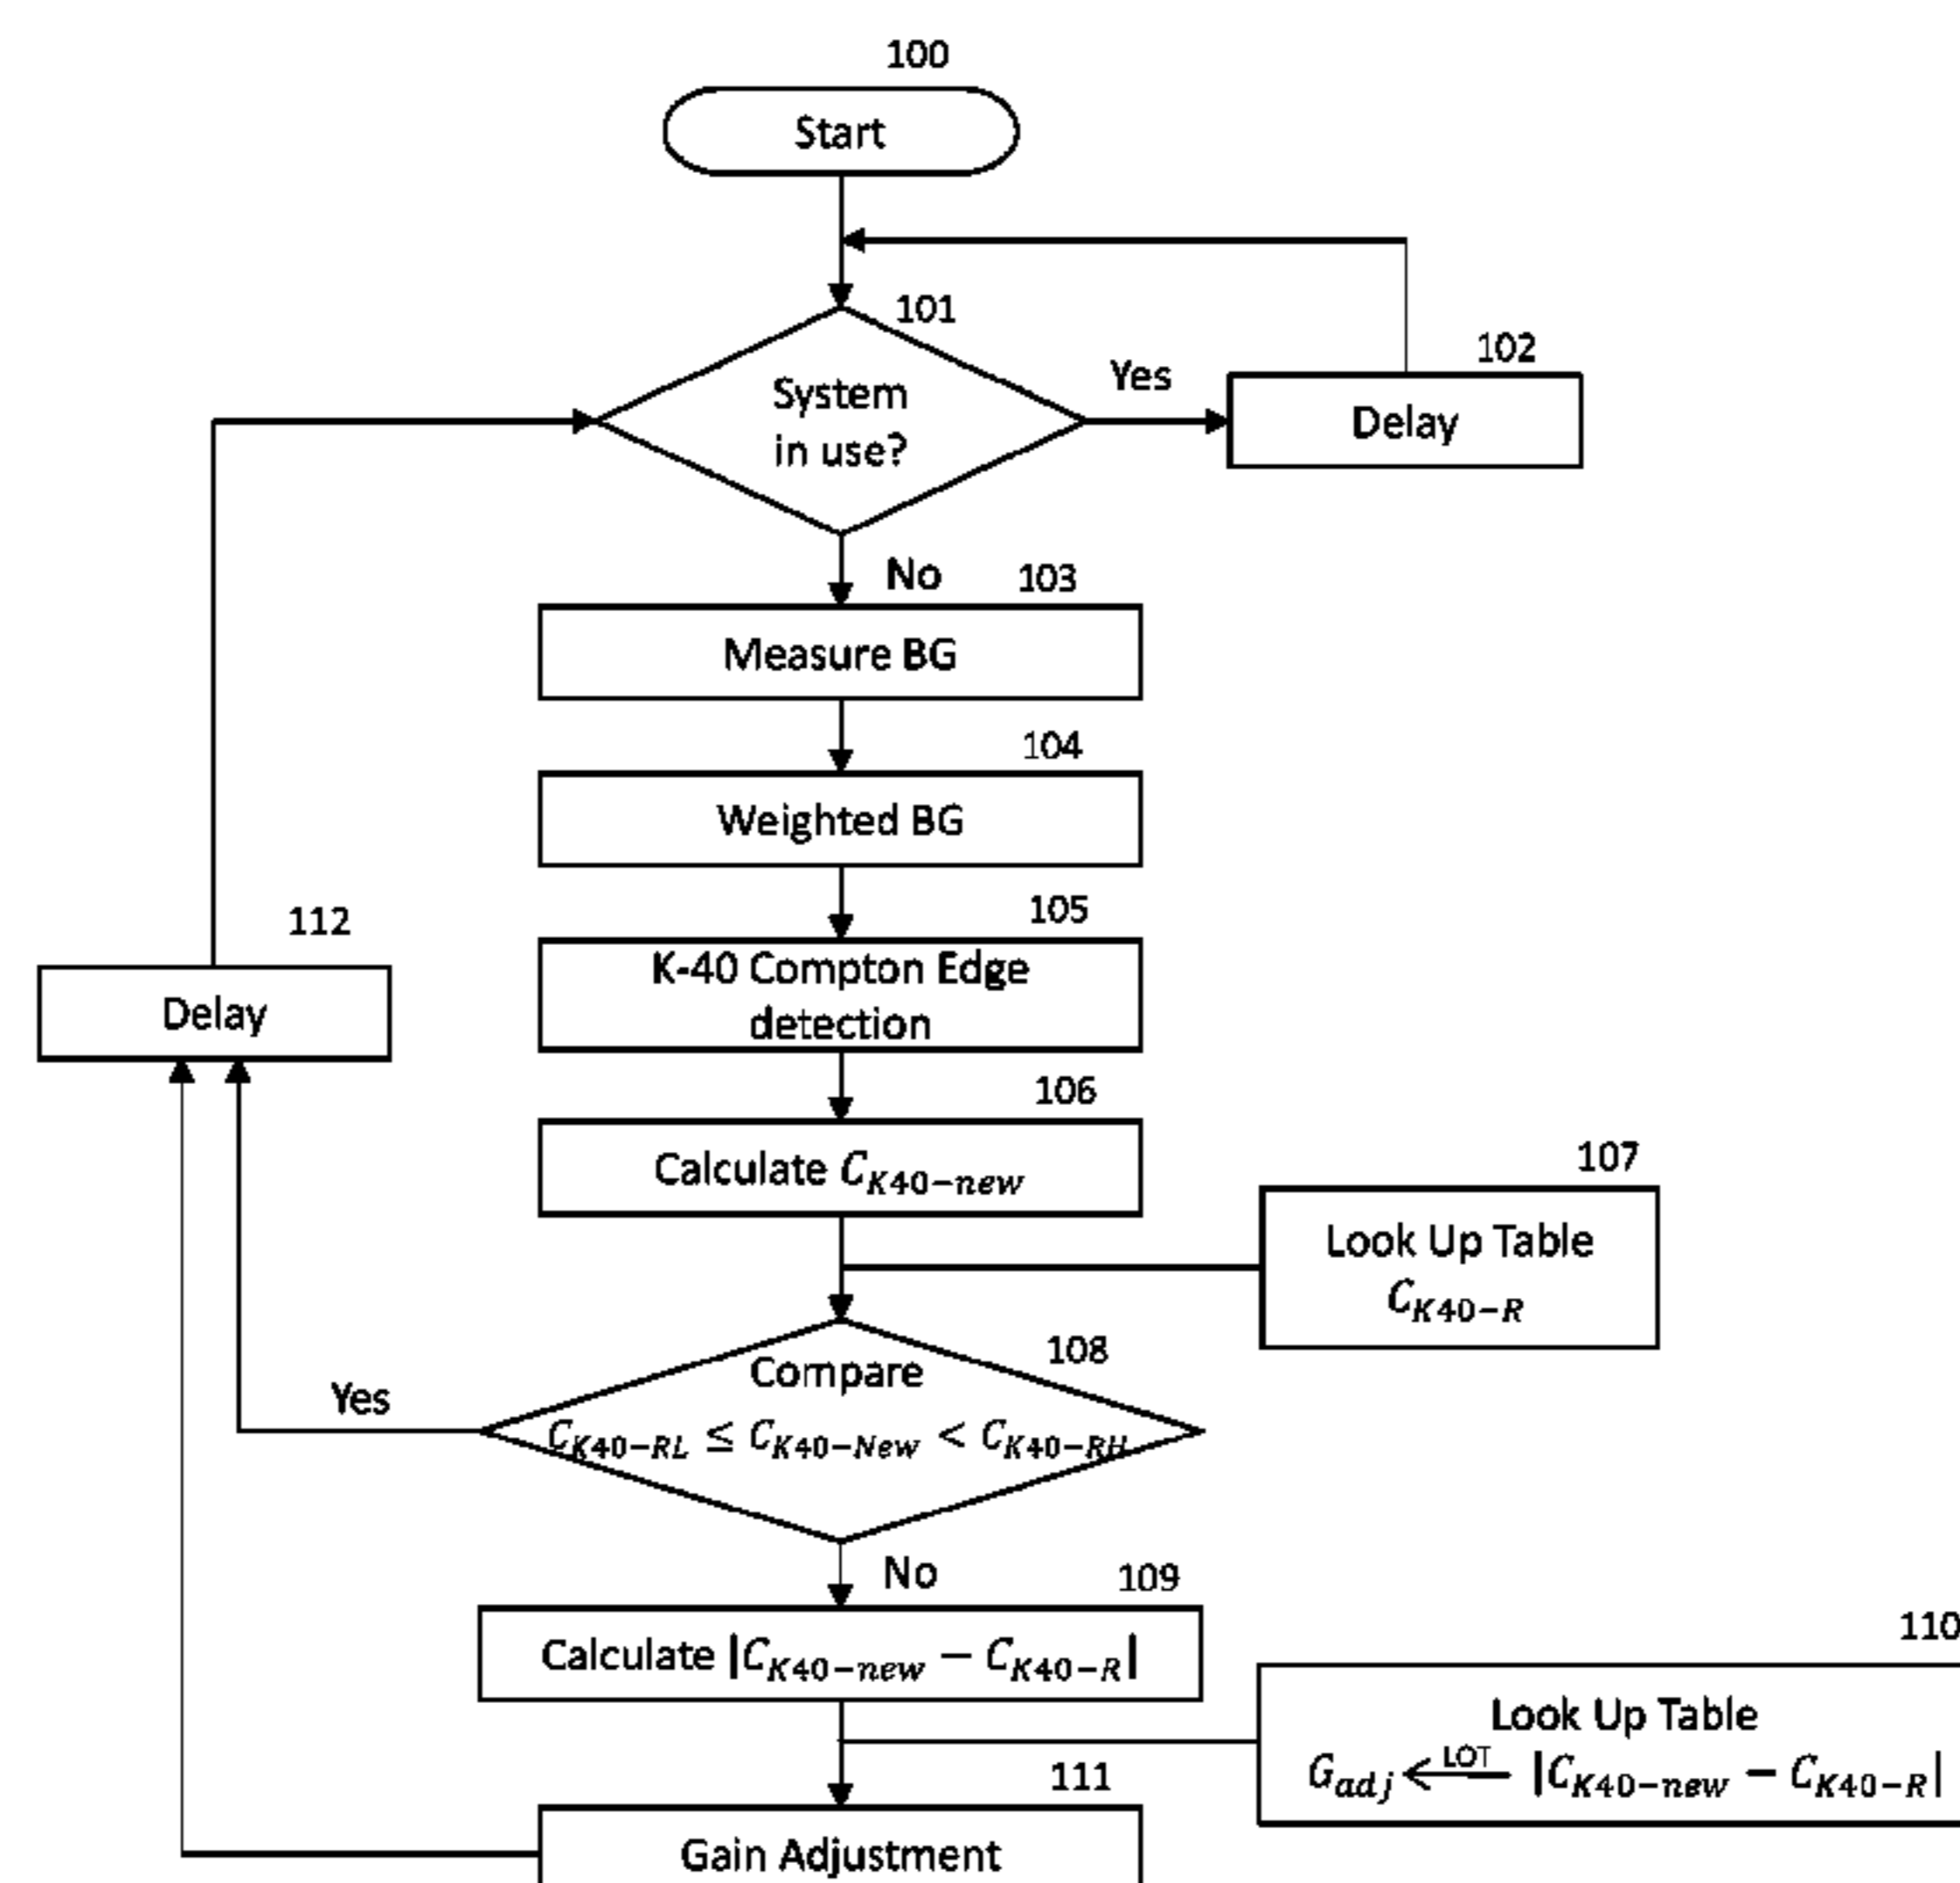 100
Start
101
System
in use?
Yes
102
Delay
No
103
Measure BG
104
Weighted BG
105
K-40 Compton Edge
detection
112
Delay
106
Calculate C_{K40-new}
107
Look Up Table
C_{K40-R}
108
Compare
C_{K40-RL} ≤ C_{K40-New} < C_{K40-RH}
Yes
No
109
Calculate |C_{K40-new} − C_{K40-R}|
110
Look Up Table
G_{adj} ⟵ LOT |C_{K40-new} − C_{K40-R}|
111
Gain Adjustment